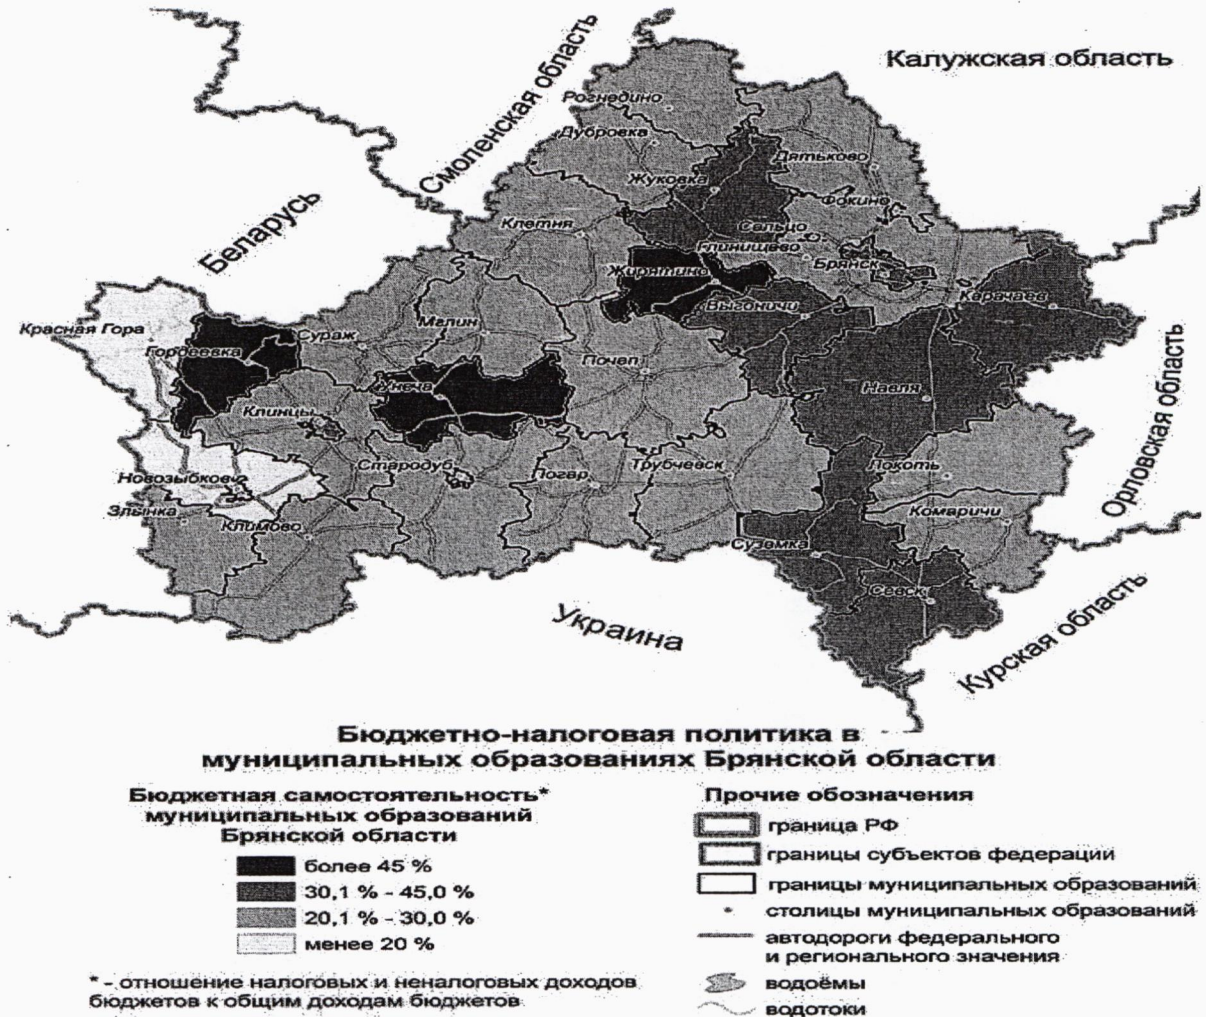 Калужская область
Смоленская область
Беларусь
Рогнедино
Дубровка
Дятьково
Жуковка
Фокино
Клетня
Сельцо
Глинищево
Брянск
Жирятино
Карачаев
Выгоничи
Красная Гора
Гордеевка
Сураж
Мглин
Почеп
Унеча
Навля
Клинцы
Орловская область
Новозыбков
Стародуб
Погар
Трубчевск
Локоть
Злынка
Климово
Комаричи
Суземка
Севск
Украина
Курская область
Бюджетно-налоговая политика в
муниципальных образованиях Брянской области
Бюджетная самостоятельность*
муниципальных образований
Брянской области
более 45 %
30,1 % - 45,0 %
20,1 % - 30,0 %
менее 20 %
* - отношение налоговых и неналоговых доходов
бюджетов к общим доходам бюджетов
Прочие обозначения
граница РФ
границы субъектов федерации
границы муниципальных образований
столицы муниципальных образований
автодороги федерального
и регионального значения
водоёмы
водотоки